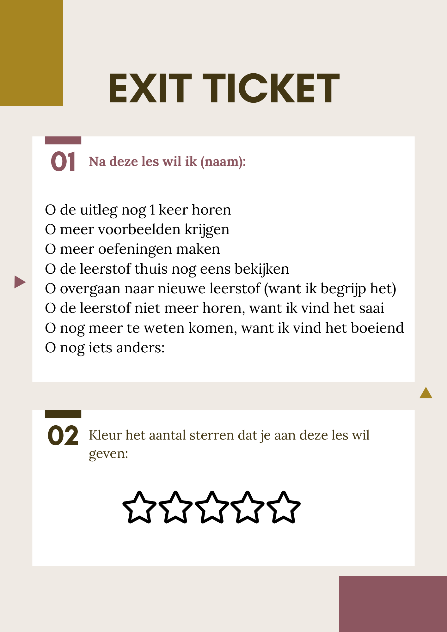 EXIT TICKET
01 Na deze les wil ik (naam):
O de uitleg nog 1 keer horen
O meer voorbeelden krijgen
O meer oefeningen maken
O de leerstof thuis nog eens bekijken
O overgaan naar nieuwe leerstof (want ik begrijp het)
O de leerstof niet meer horen, want ik vind het saai
O nog meer te weten komen, want ik vind het boeiend
O nog iets anders:
02 Kleur het aantal sterren dat je aan deze les wil
geven: